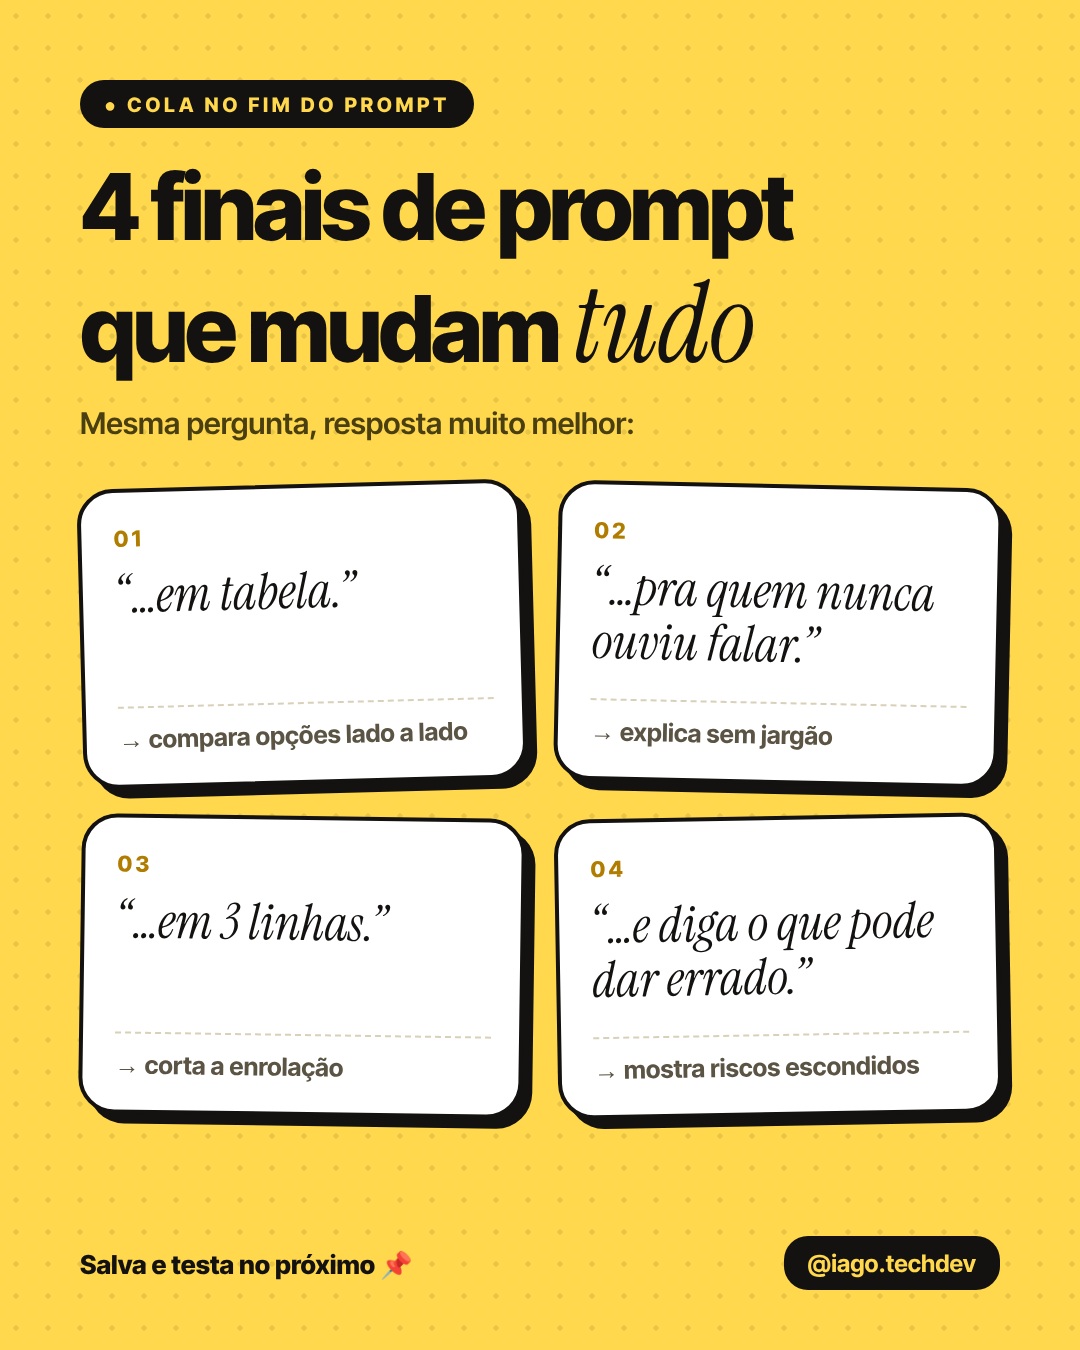 • COLA NO FIM DO PROMPT
4 finais de prompt
que mudam tudo
Mesma pergunta, resposta muito melhor:
01
“...em tabela.”
→ compara opções lado a lado
02
“...pra quem nunca
ouviu falar.”
→ explica sem jargão
03
“...em 3 linhas.”
→ corta a enrolação
04
“...e diga o que pode
dar errado.”
→ mostra riscos escondidos
Salva e testa no próximo 📌
@iago.techdev